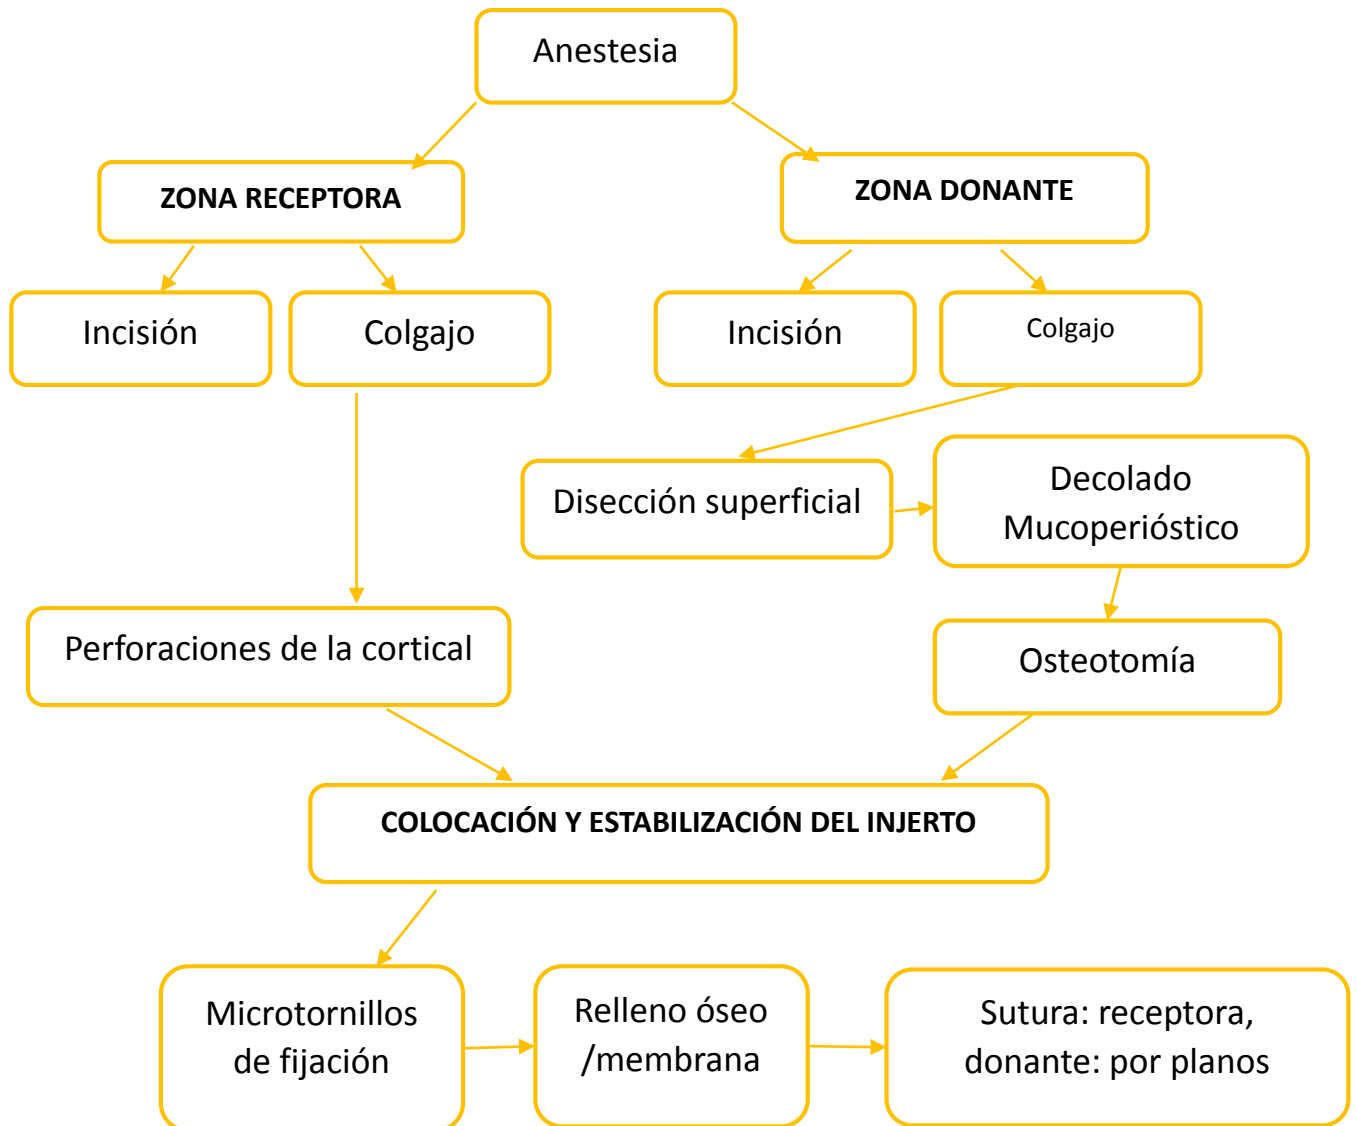 Anestesia
ZONA RECEPTORA
ZONA DONANTE
Incisión
Colgajo
Incisión
Colgajo
Disección superficial
Decolado
Mucoperióstico
Perforaciones de la cortical
Osteotomía
COLOCACIÓN Y ESTABILIZACIÓN DEL INJERTO
Microtornillos
de fijación
Relleno óseo
/membrana
Sutura: receptora,
donante: por planos